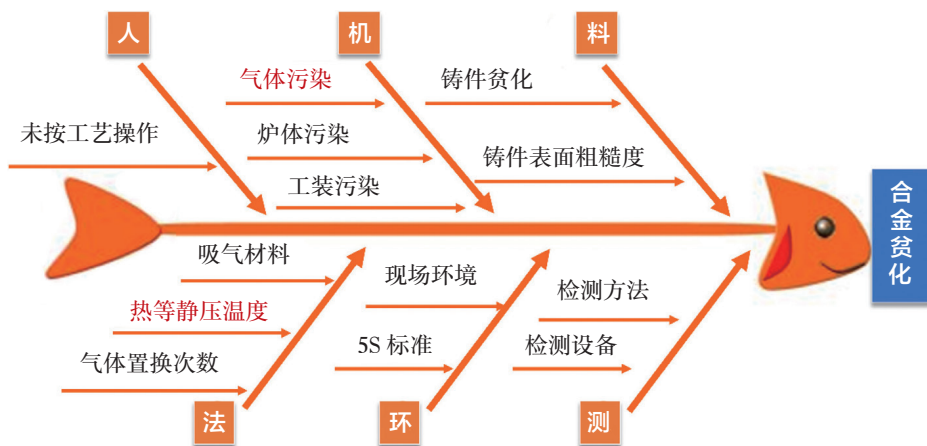 人
机
料
气体污染
铸件贫化
未按工艺操作
炉体污染
铸件表面粗糙度
工装污染
合金贫化
吸气材料
现场环境
检测方法
热等静压温度
5S 标准
检测设备
气体置换次数
法
环
测